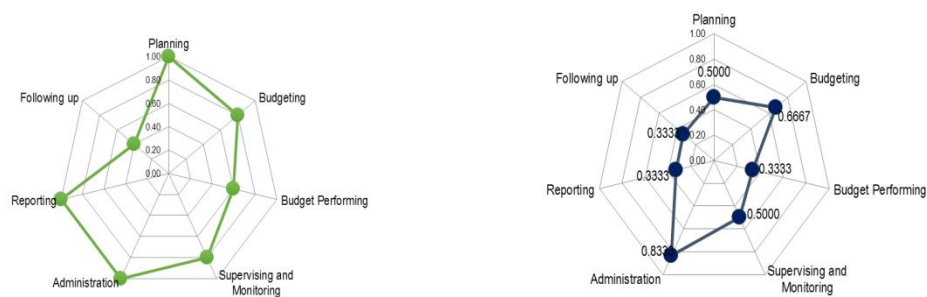 Planning
1.00
0.80
0.60
0.40
0.20
0.00
Following up
Budgeting
Reporting
Budget Performing
Administration
Supervising and
Monitoring
Planning
1.00
0.80
0.60
0.40
0.20
0.00
0.5000
Following up
Budgeting
0.6667
0.3333
0.3333
0.3333
Reporting
Budget Performing
0.5000
0.833
Administration
Supervising and
Monitoring